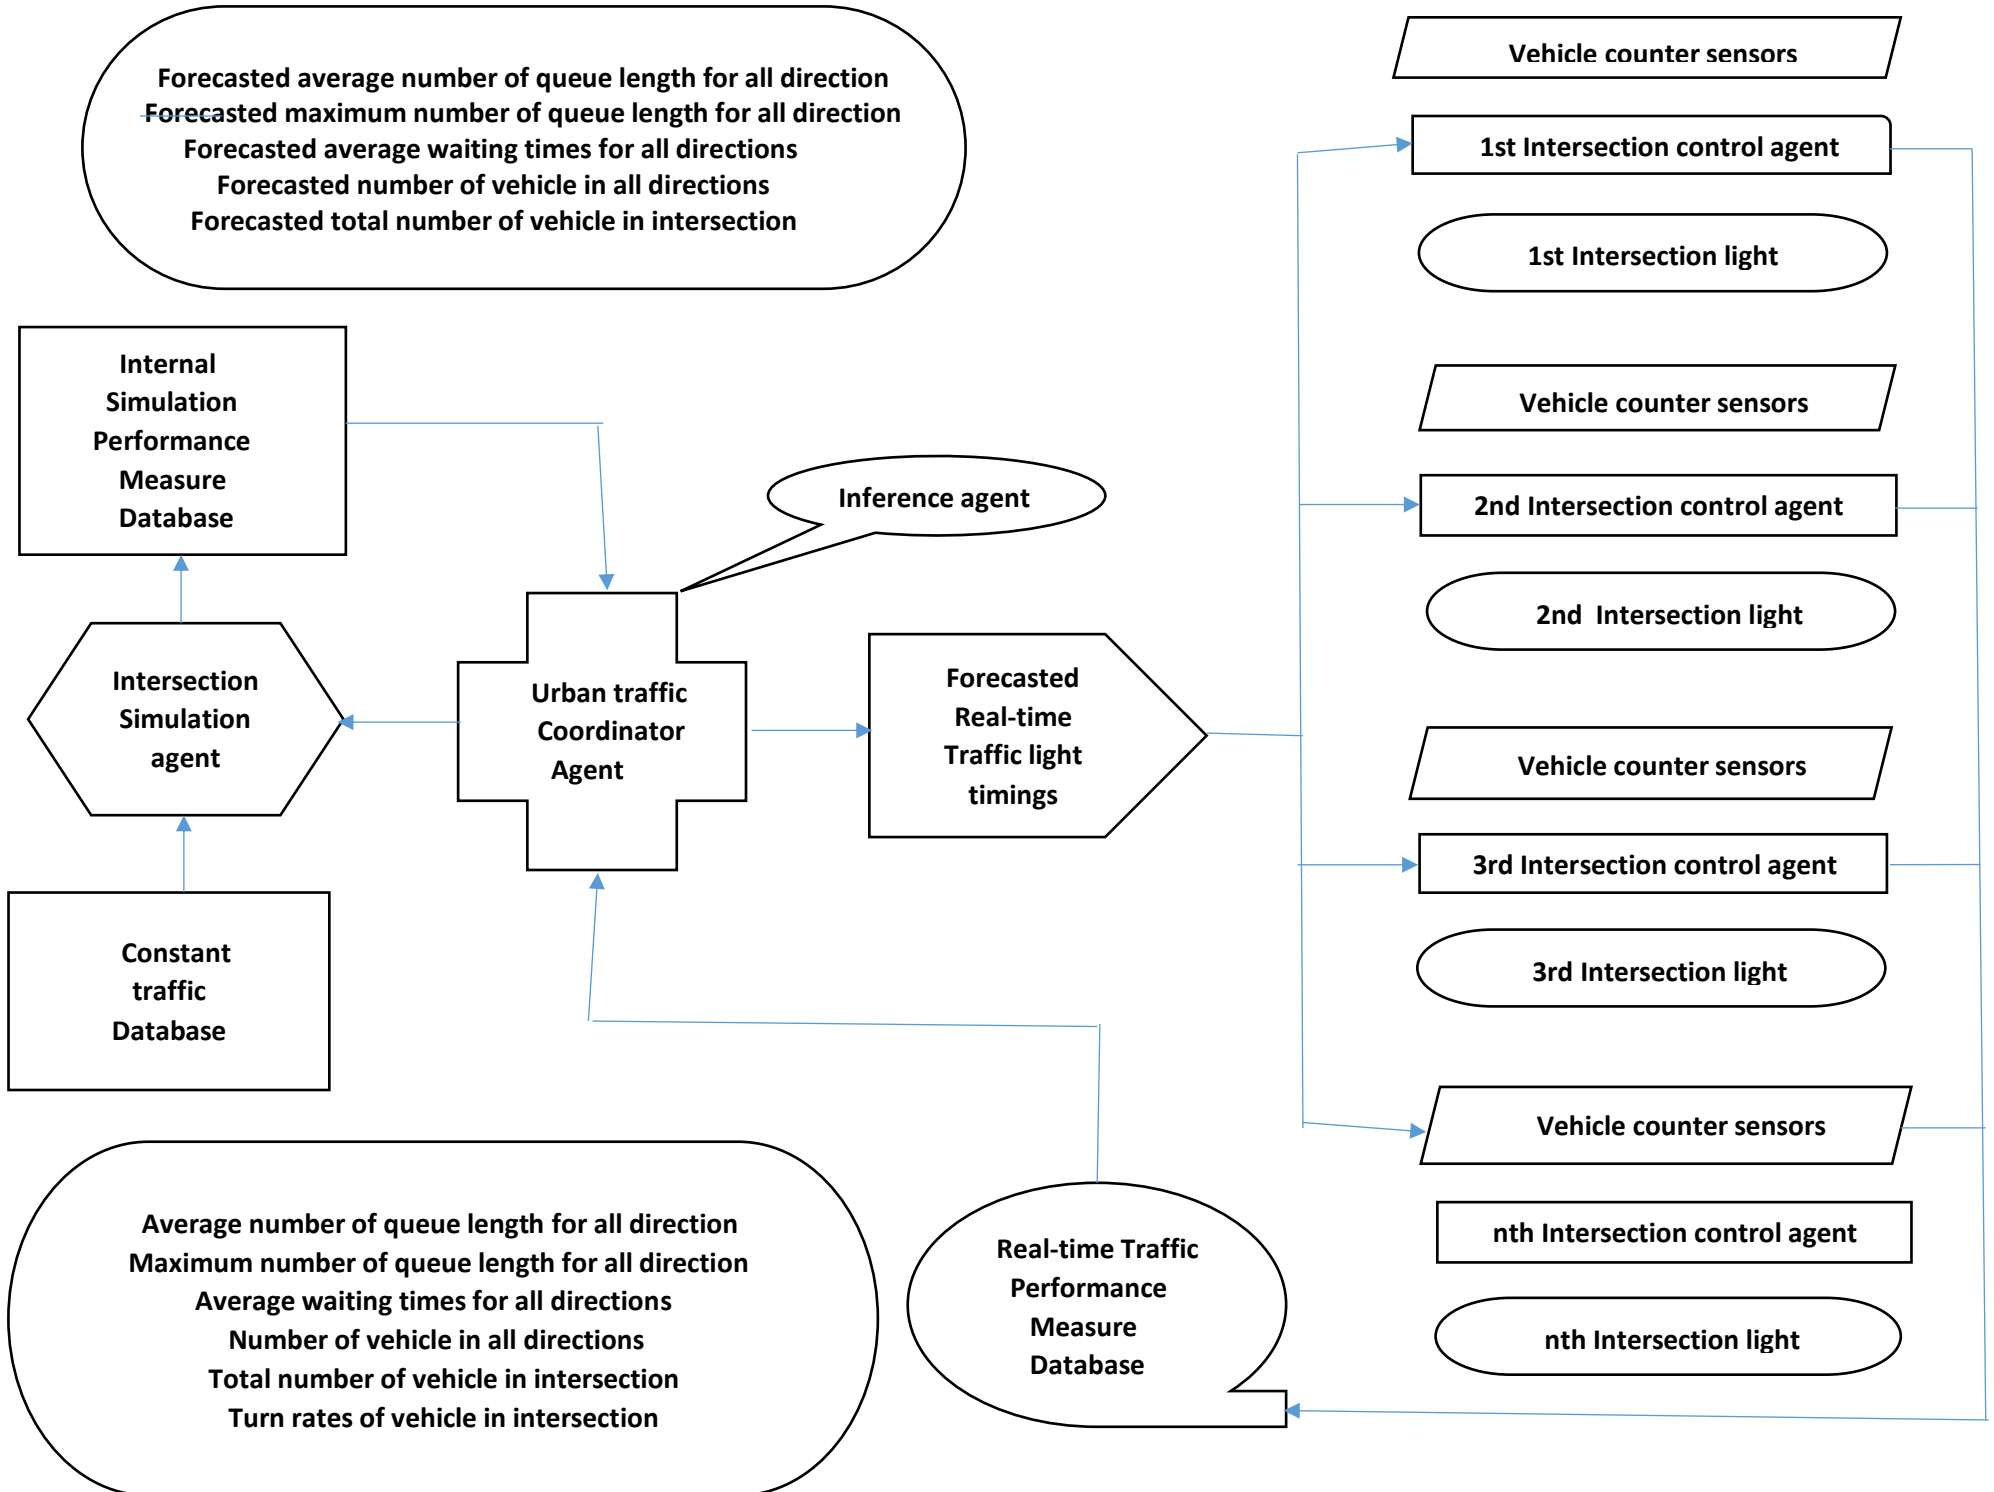 Forecasted average number of queue length for all direction
Forecasted maximum number of queue length for all direction
Forecasted average waiting times for all directions
Forecasted number of vehicle in all directions
Forecasted total number of vehicle in intersection
Internal
Simulation
Performance
Measure
Database
Inference agent
Intersection
Simulation
agent
Urban traffic
Coordinator
Agent
Forecasted
Real-time
Traffic light
timings
Constant
traffic
Database
Average number of queue length for all direction
Maximum number of queue length for all direction
Average waiting times for all directions
Number of vehicle in all directions
Total number of vehicle in intersection
Turn rates of vehicle in intersection
Real-time Traffic
Performance
Measure
Database
Vehicle counter sensors
1st Intersection control agent
1st Intersection light
Vehicle counter sensors
2nd Intersection control agent
2nd  Intersection light
Vehicle counter sensors
3rd Intersection control agent
3rd Intersection light
Vehicle counter sensors
nth Intersection control agent
nth Intersection light